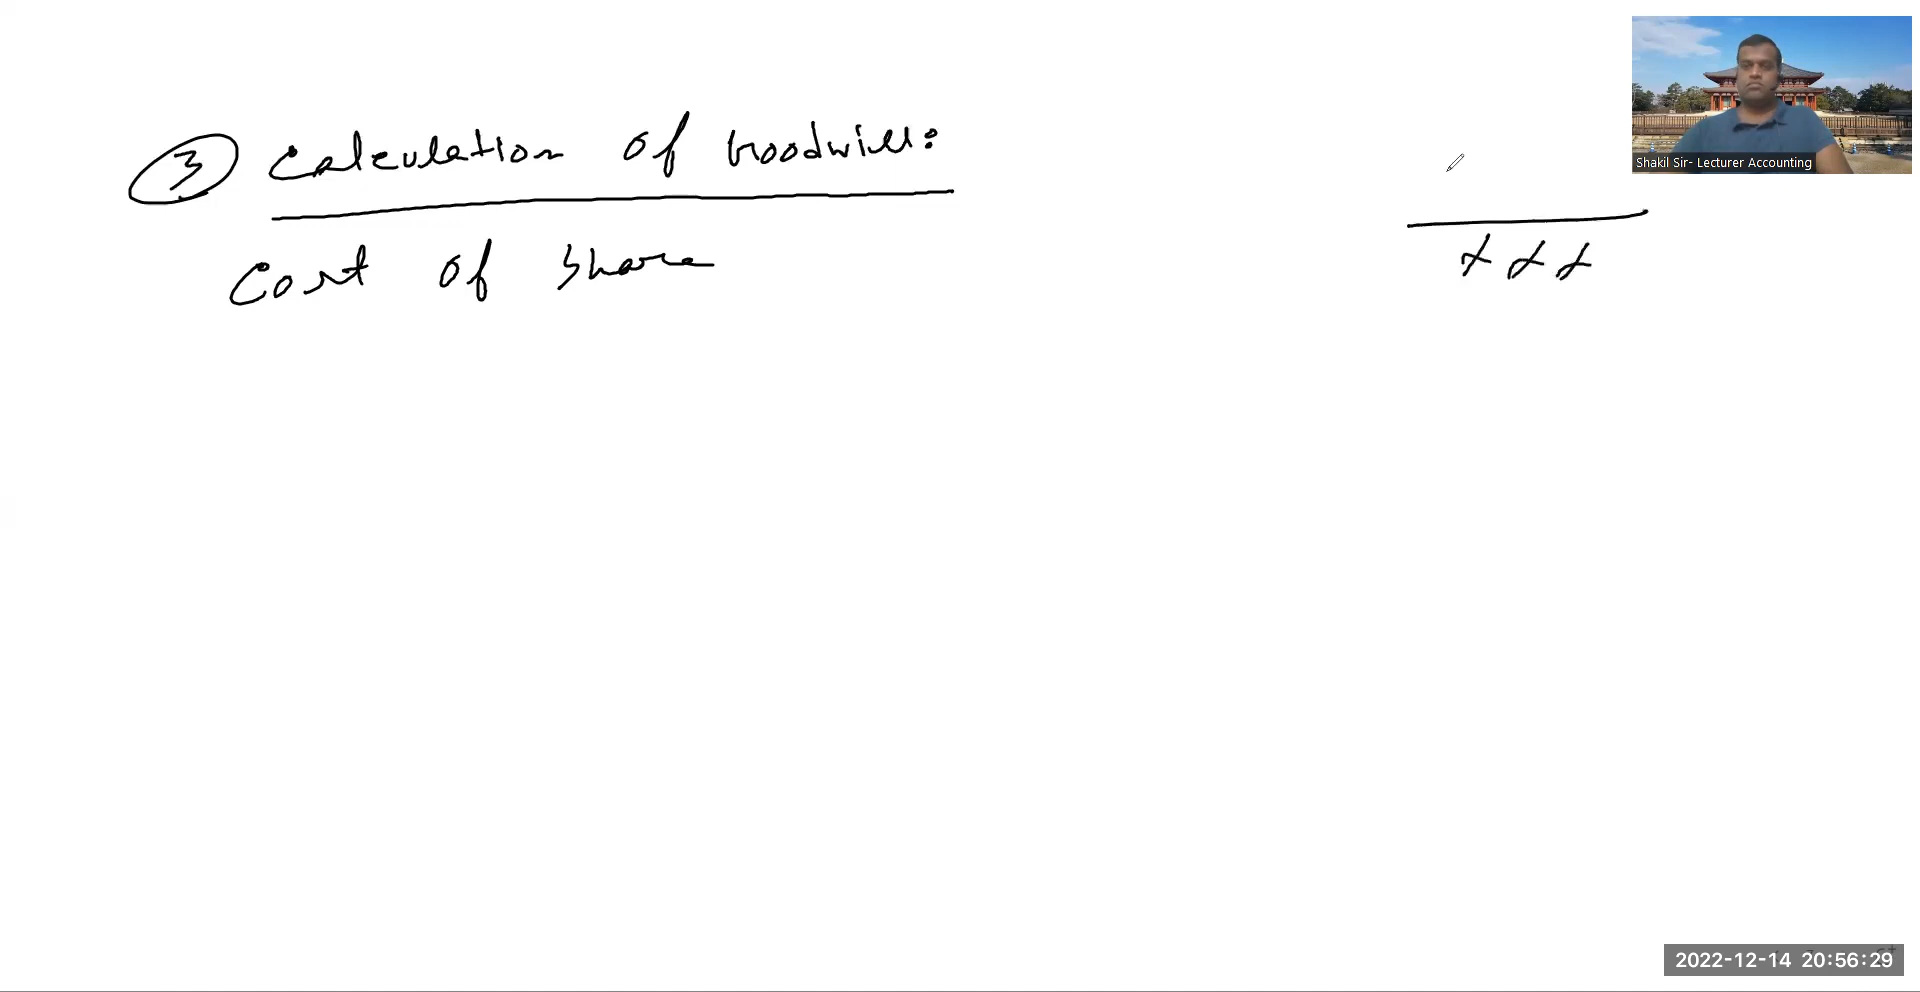 3 Calculation of Goodwill:
Cost of Share xxx
Shakil Sir- Lecturer Accounting
2022-12-14 20:56:29